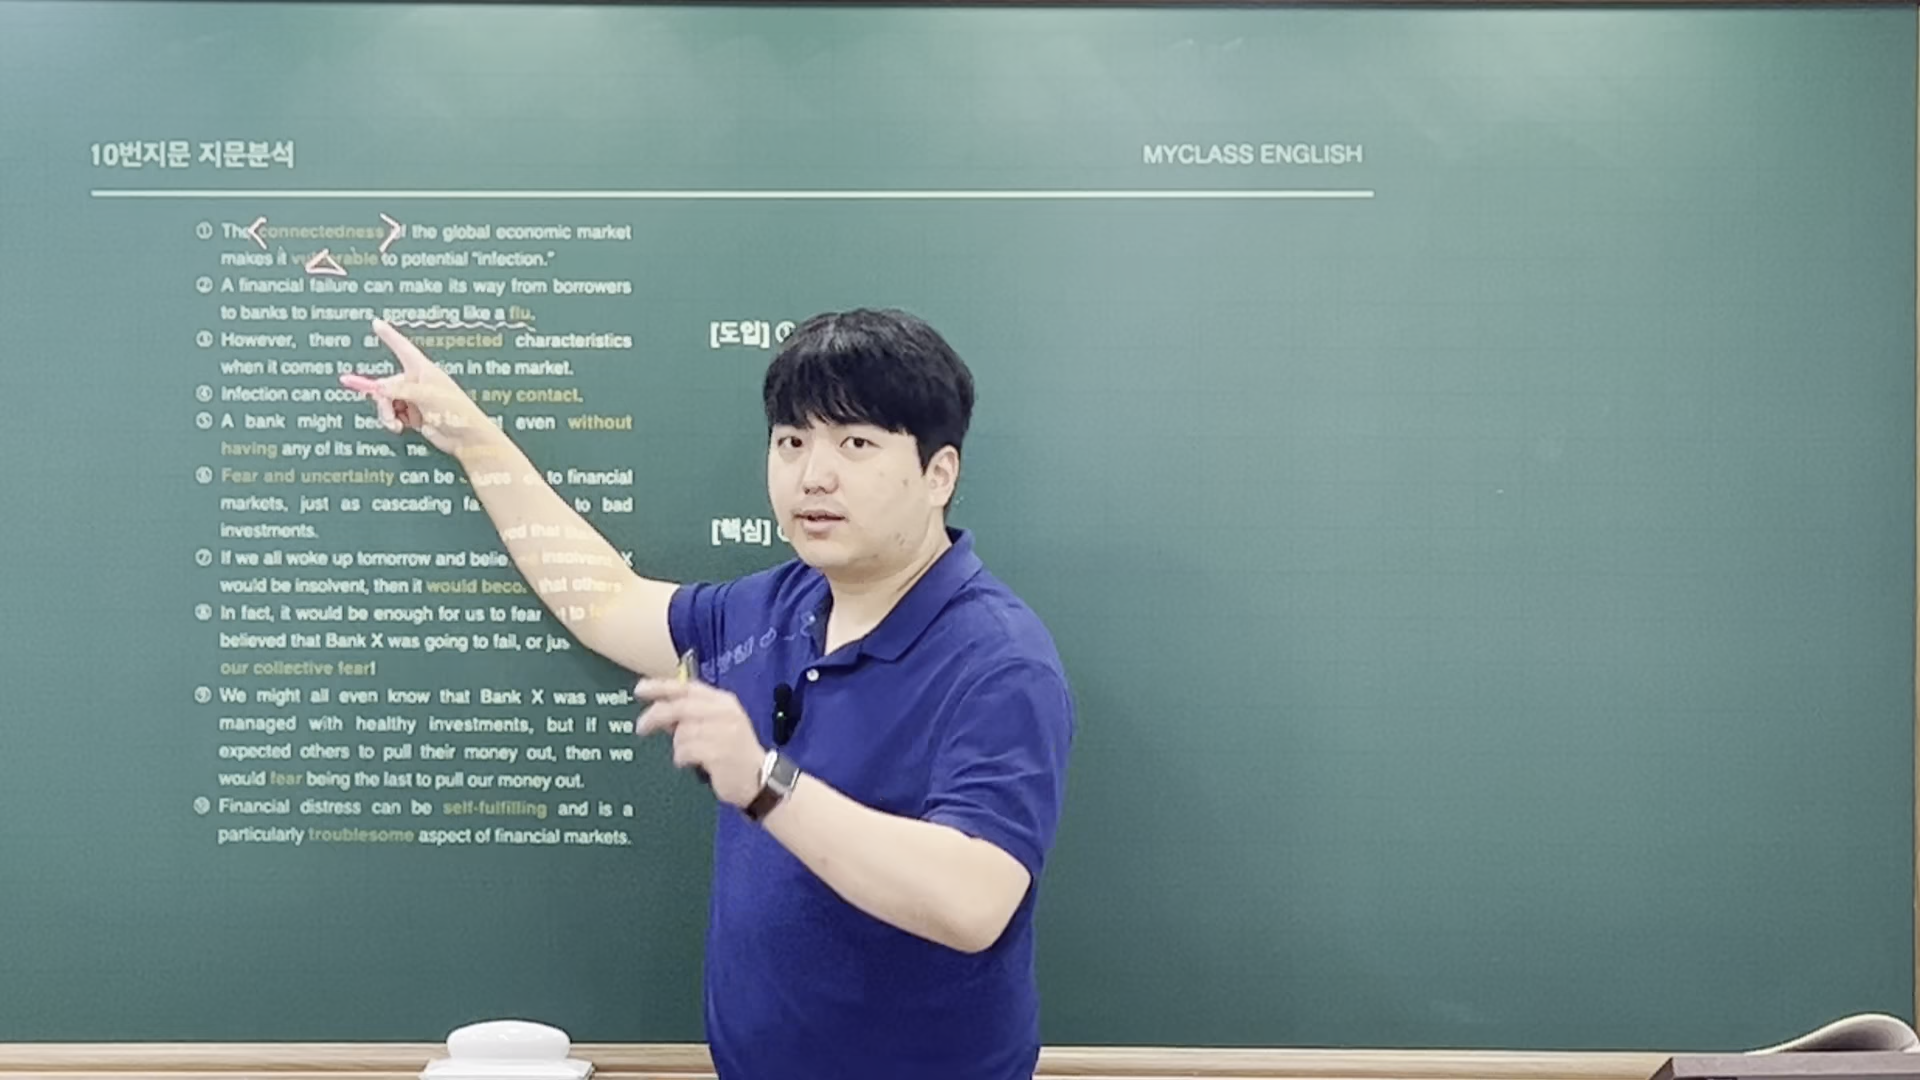 10번지문 지문분석
MYCLASS ENGLISH
① The connectedness of the global economic market
makes it to potential "infection."
② A financial failure can make its way from borrowers
to banks to insurers, spreading like a flu.
③ However, there characteristics
when it comes to such in the market.
④ Infection can occur any contact.
⑤ A bank might even without
having any of its
⑥ Fear and uncertainty can be to financial
markets, just as cascading to bad
investments.
⑦ If we all woke up tomorrow and X
would be insolvent, then it would
⑧ In fact, it would be enough for us to fear that others
believed that Bank X was going to fail, or to
our collective fear!
⑨ We might all even know that Bank X was well-
managed with healthy investments, but if we
expected others to pull their money out, then we
would fear being the last to pull our money out.
⑩ Financial distress can be self-fulfilling and is a
particularly troublesome aspect of financial markets.
[도입] ①
[핵심]